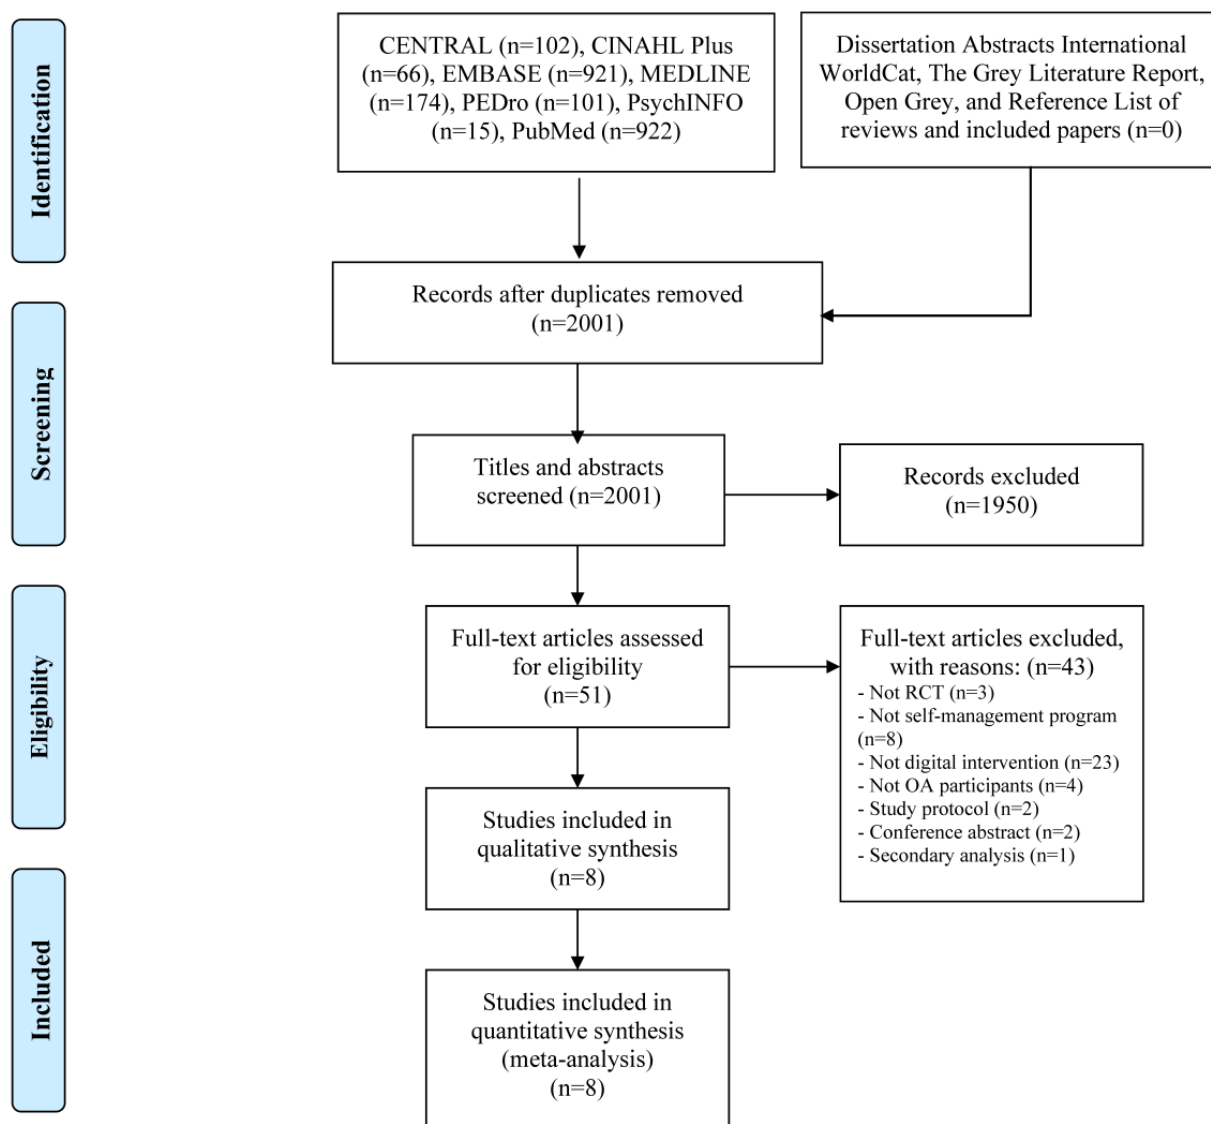 Identification
CENTRAL (n=102), CINAHL Plus
(n=66), EMBASE (n=921), MEDLINE
(n=174), PEDro (n=101), PsychINFO
(n=15), PubMed (n=922)
Dissertation Abstracts International
WorldCat, The Grey Literature Report,
Open Grey, and Reference List of
reviews and included papers (n=0)
Records after duplicates removed
(n=2001)
Screening
Titles and abstracts
screened (n=2001)
Records excluded
(n=1950)
Eligibility
Full-text articles assessed
for eligibility
(n=51)
Full-text articles excluded,
with reasons: (n=43)
- Not RCT (n=3)
- Not self-management program
(n=8)
- Not digital intervention (n=23)
- Not OA participants (n=4)
- Study protocol (n=2)
- Conference abstract (n=2)
- Secondary analysis (n=1)
Studies included in
qualitative synthesis
(n=8)
Included
Studies included in
quantitative synthesis
(meta-analysis)
(n=8)